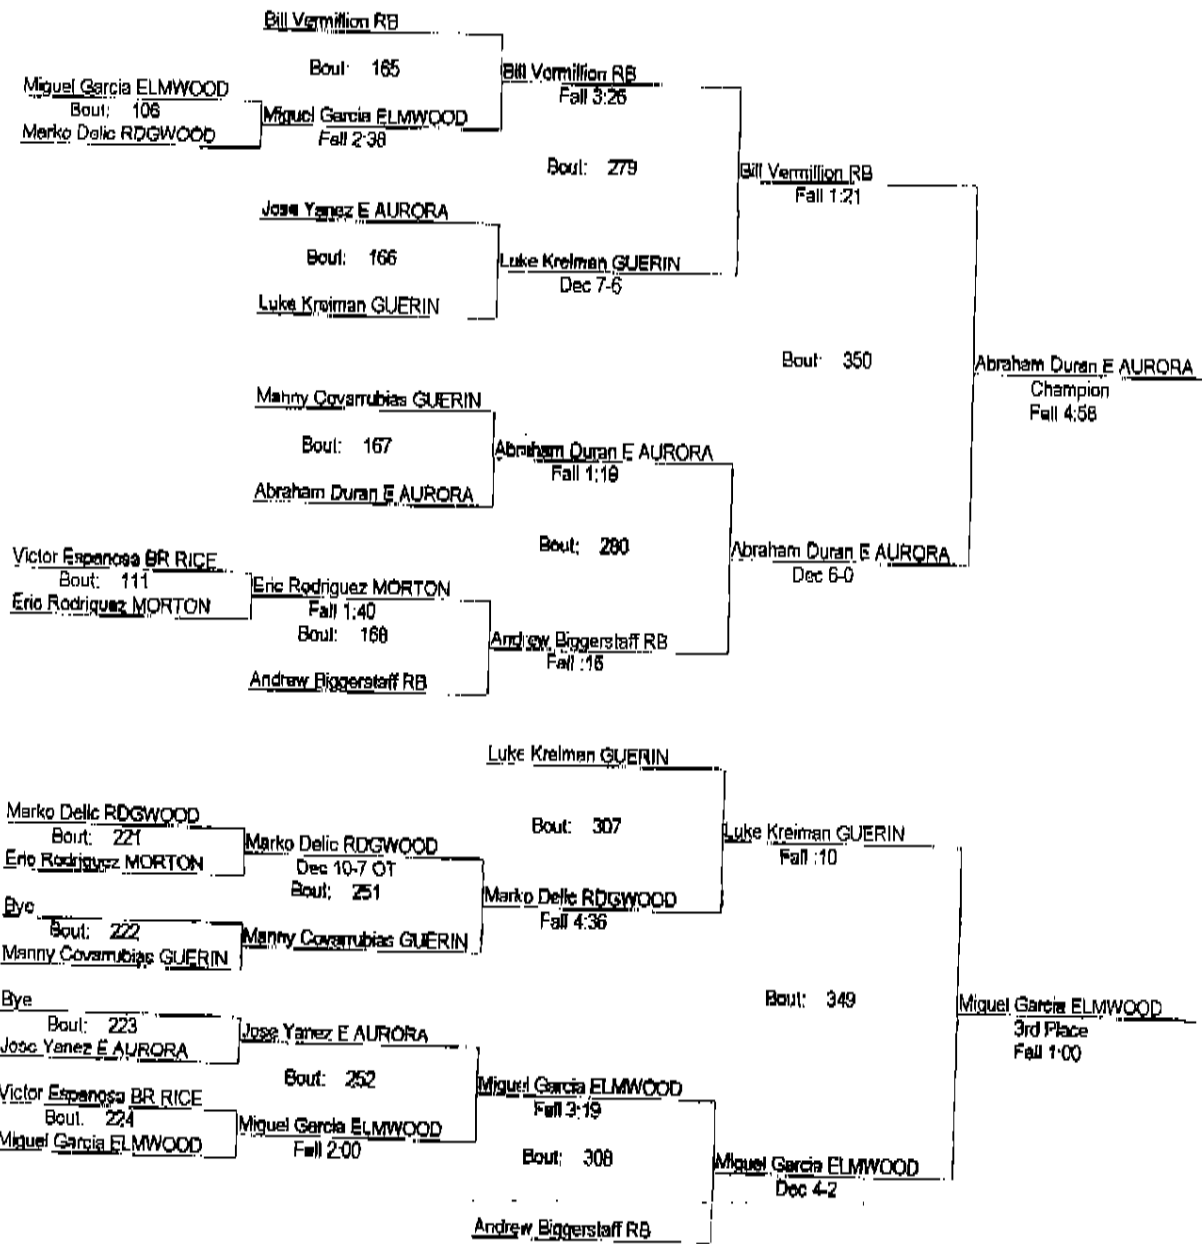 Bill Vermillion RB
Bout: 165
Bill Vermillion RB
Fall 3:26
Miguel Garcia ELMWOOD
Bout: 106
Miguel Garcia ELMWOOD
Marko Delic RDGWOOD
Fall 2:38
Bout: 279
Bill Vermillion RB
Fall 1:21
Jose Yanez E AURORA
Bout: 166
Luke Kreiman GUERIN
Dec 7-6
Luke Kreiman GUERIN
Bout: 350
Abraham Duran E AURORA
Champion
Fall 4:58
Manny Covarrubias GUERIN
Bout: 167
Abraham Duran E AURORA
Fall 1:19
Abraham Duran E AURORA
Bout: 280
Abraham Duran E AURORA
Dec 6-0
Victor Espanosa BR RICE
Bout: 111
Eric Rodriguez MORTON
Eric Rodriguez MORTON
Fall 1:40
Bout: 168
Andrew Biggerstaff RB
Fall :16
Andrew Biggerstaff RB
Luke Kreiman GUERIN
Marko Delic RDGWOOD
Bout: 221
Eric Rodriguez MORTON
Marko Delic RDGWOOD
Dec 10-7 OT
Bout: 251
Bout: 307
Luke Kreiman GUERIN
Fall :10
Marko Delic RDGWOOD
Fall 4:36
Bye
Bout: 222
Manny Covarrubias GUERIN
Manny Covarrubias GUERIN
Bye
Bout: 223
Jose Yanez E AURORA
Jose Yanez E AURORA
Bout: 349
Miguel Garcia ELMWOOD
3rd Place
Fall 1:00
Bout: 252
Victor Espanosa BR RICE
Bout: 224
Miguel Garcia ELMWOOD
Miguel Garcia ELMWOOD
Fall 2:00
Miguel Garcia ELMWOOD
Fall 3:19
Bout: 308
Miguel Garcia ELMWOOD
Dec 4-2
Andrew Biggerstaff RB